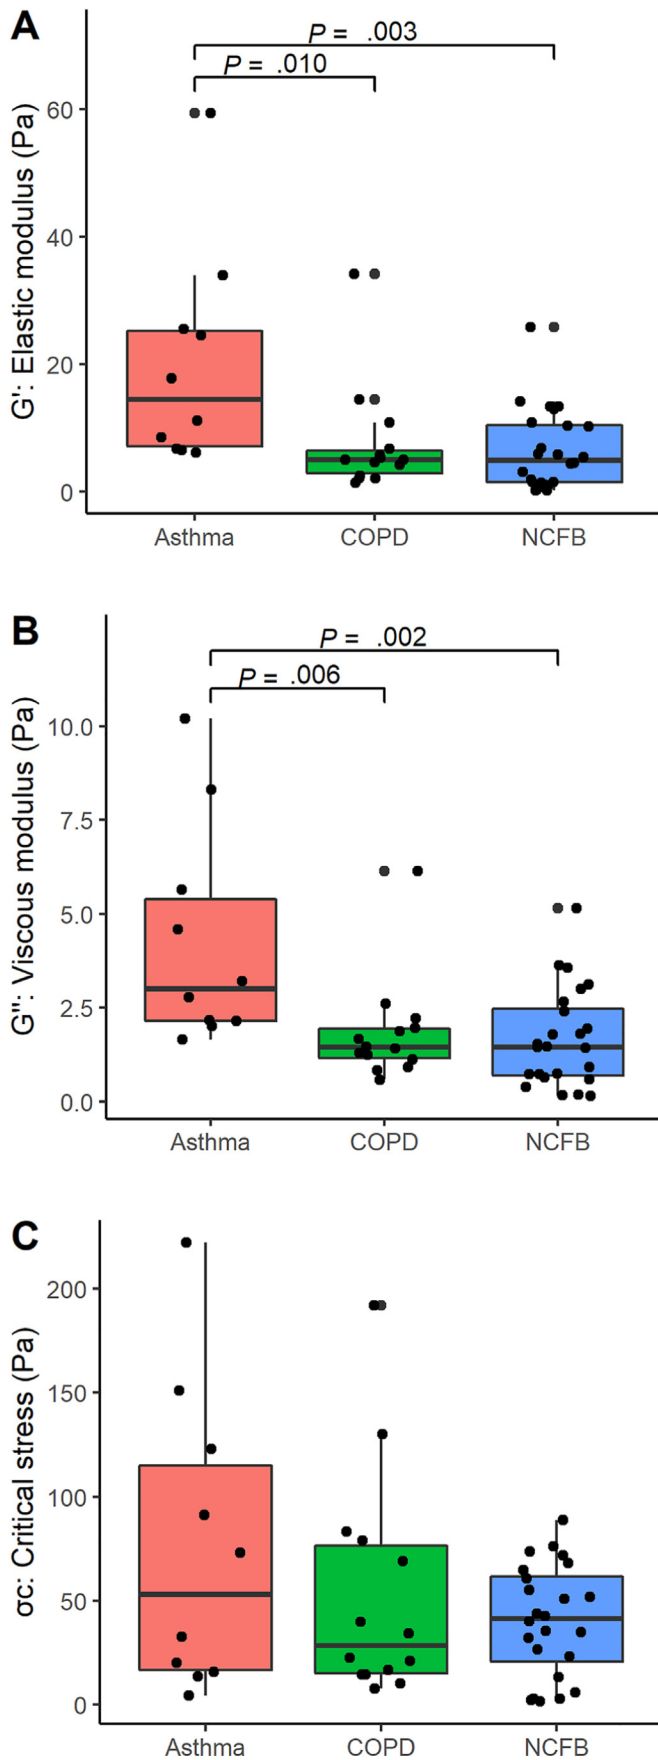 A
P = .003
P = .010
G': Elastic modulus (Pa)
60
40
20
0
Asthma COPD NCFB
B
P = .002
P = .006
G'': Viscous modulus (Pa)
10.0
7.5
5.0
2.5
0.0
Asthma COPD NCFB
C
σc: Critical stress (Pa)
200
150
100
50
0
Asthma COPD NCFB